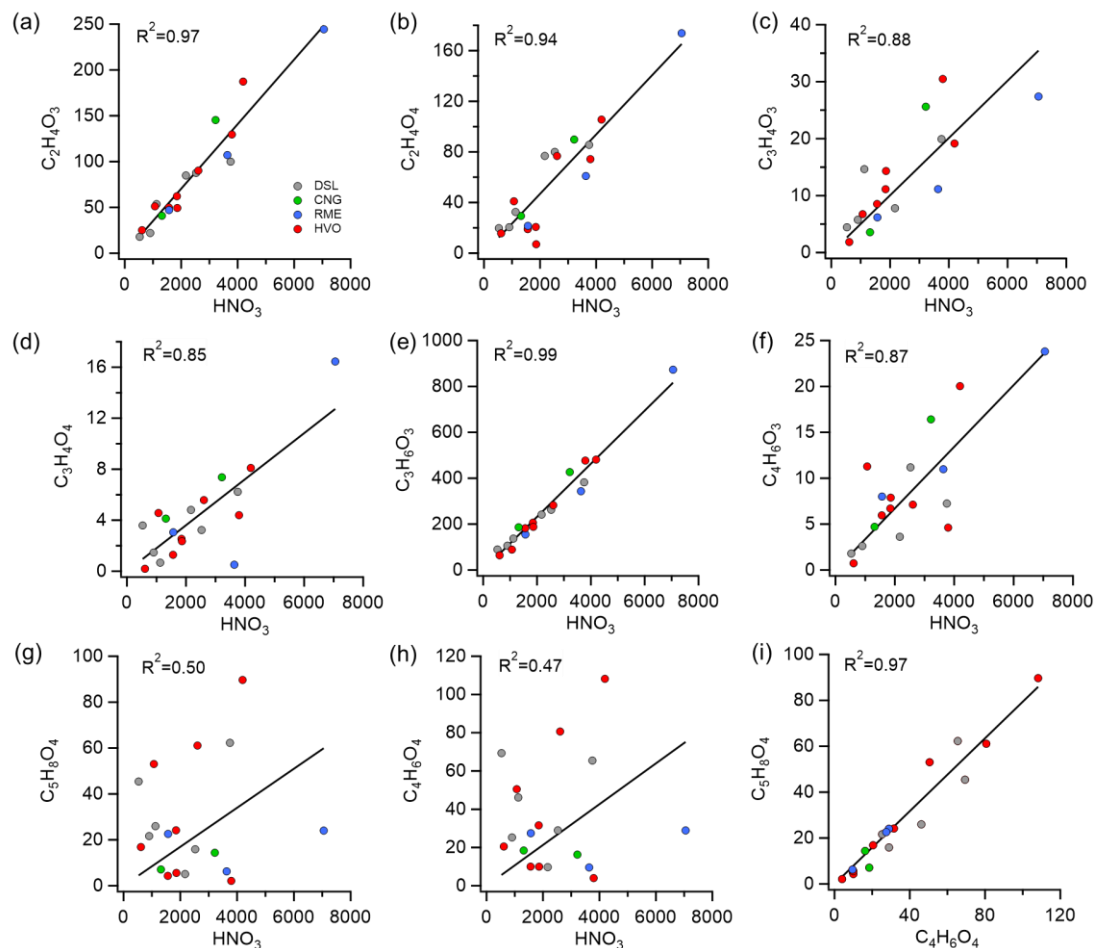 (a)
R²=0.97
250
200
150
100
50
0
C₂H₄O₃
0 2000 4000 6000 8000
HNO₃
DSL
CNG
RME
HVO
(b)
R²=0.94
160
120
80
40
0
C₂H₄O₄
0 2000 4000 6000 8000
HNO₃
(c)
R²=0.88
40
30
20
10
0
C₃H₄O₃
0 2000 4000 6000 8000
HNO₃
(d)
R²=0.85
16
12
8
4
0
C₃H₄O₄
0 2000 4000 6000 8000
HNO₃
(e)
R²=0.99
1000
800
600
400
200
0
C₃H₆O₃
0 2000 4000 6000 8000
HNO₃
(f)
R²=0.87
25
20
15
10
5
0
C₄H₆O₃
0 2000 4000 6000 8000
HNO₃
(g)
R²=0.50
100
80
60
40
20
0
C₅H₈O₄
0 2000 4000 6000 8000
HNO₃
(h)
R²=0.47
120
100
80
60
40
20
0
C₄H₆O₄
0 2000 4000 6000 8000
HNO₃
(i)
R²=0.97
100
80
60
40
20
0
C₅H₈O₄
0 40 80 120
C₄H₆O₄